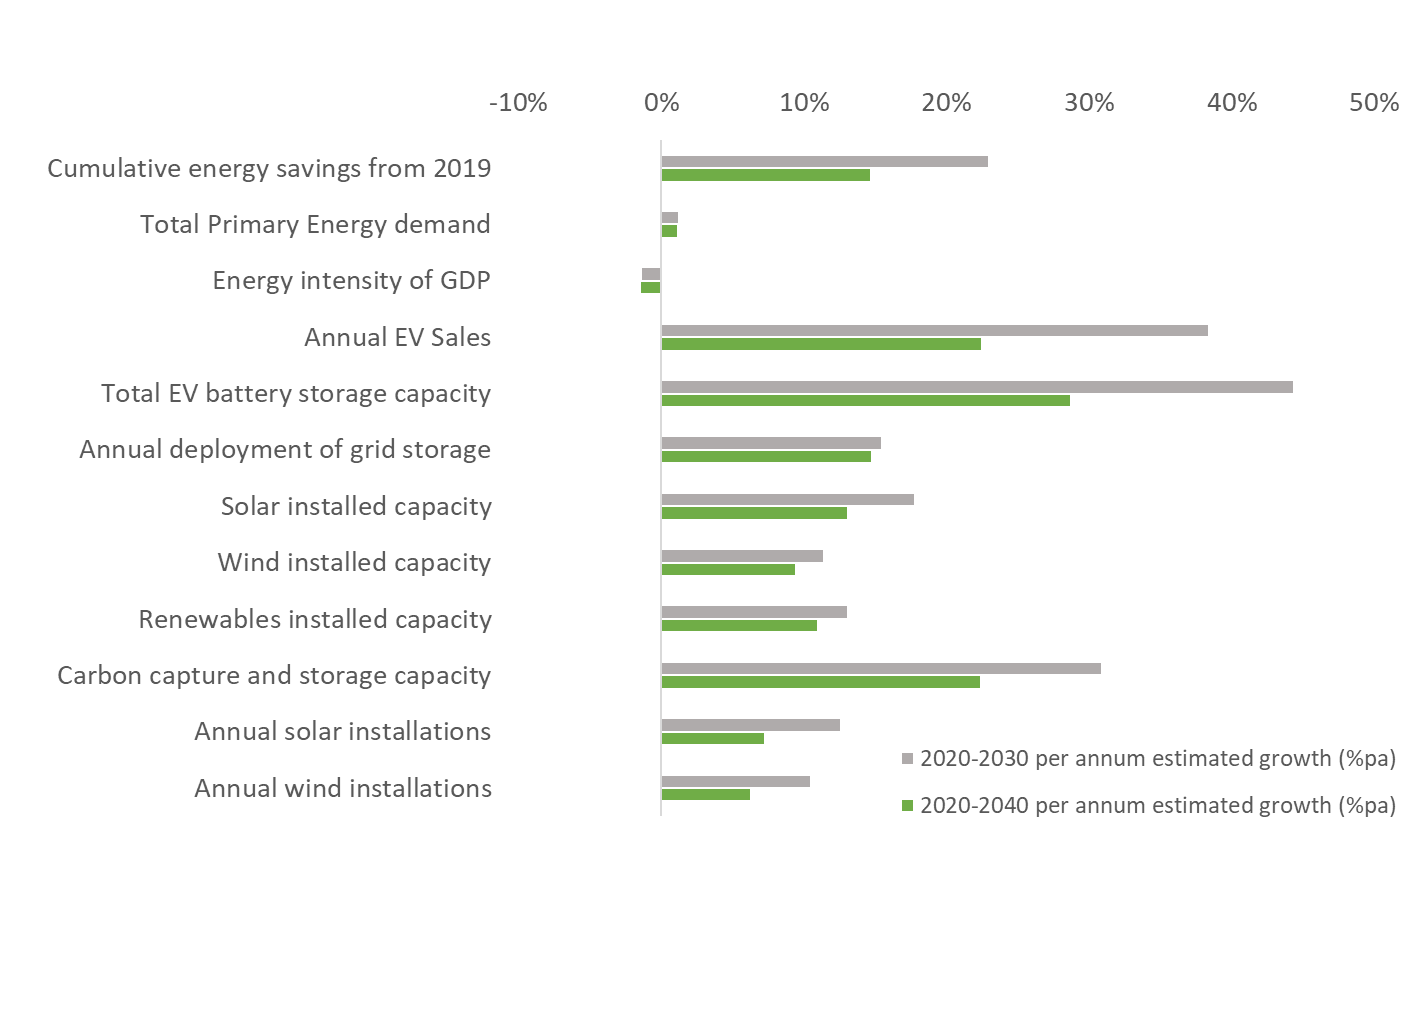 -10% 0% 10% 20% 30% 40% 50%
Cumulative energy savings from 2019
Total Primary Energy demand
Energy intensity of GDP
Annual EV Sales
Total EV battery storage capacity
Annual deployment of grid storage
Solar installed capacity
Wind installed capacity
Renewables installed capacity
Carbon capture and storage capacity
Annual solar installations
Annual wind installations
2020-2030 per annum estimated growth (%pa)
2020-2040 per annum estimated growth (%pa)